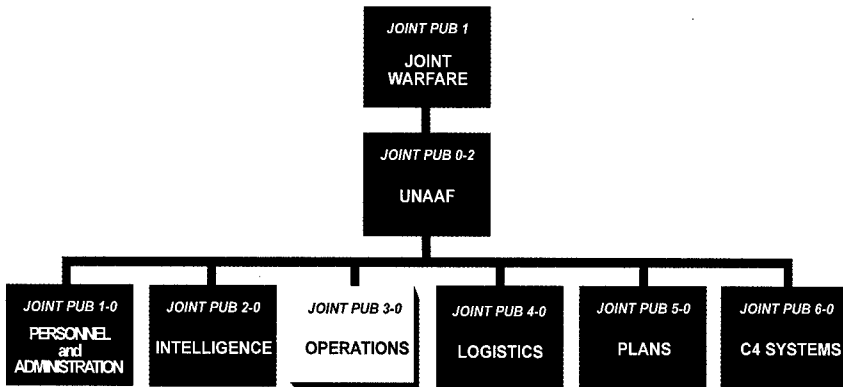 JOINT PUB 1
JOINT
WARFARE
JOINT PUB 0-2
UNAAF
JOINT PUB 1-0
PERSONNEL
and
ADMINISTRATION
JOINT PUB 2-0
INTELLIGENCE
JOINT PUB 3-0
OPERATIONS
JOINT PUB 4-0
LOGISTICS
JOINT PUB 5-0
PLANS
JOINT PUB 6-0
C4 SYSTEMS